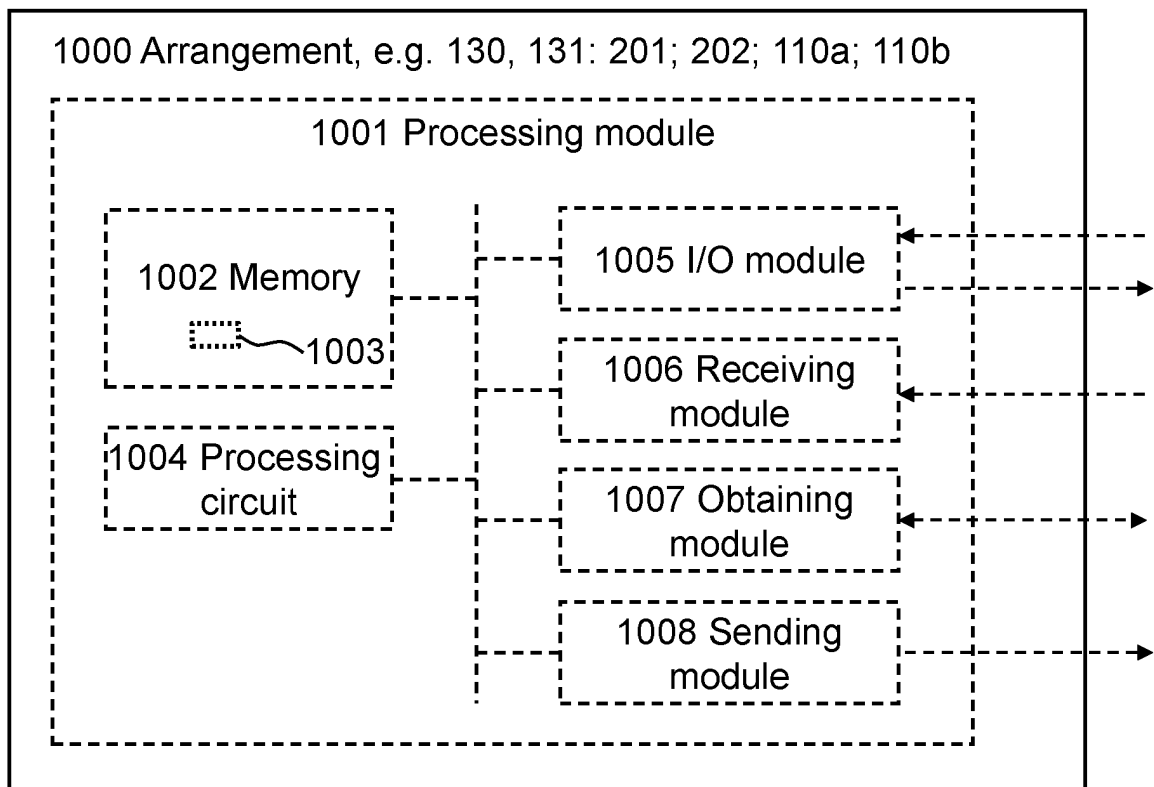 1000 Arrangement, e.g. 130, 131: 201; 202; 110a; 110b
1001 Processing module
1002 Memory
1003
1004 Processing
circuit
1005 I/O module
1006 Receiving
module
1007 Obtaining
module
1008 Sending
module